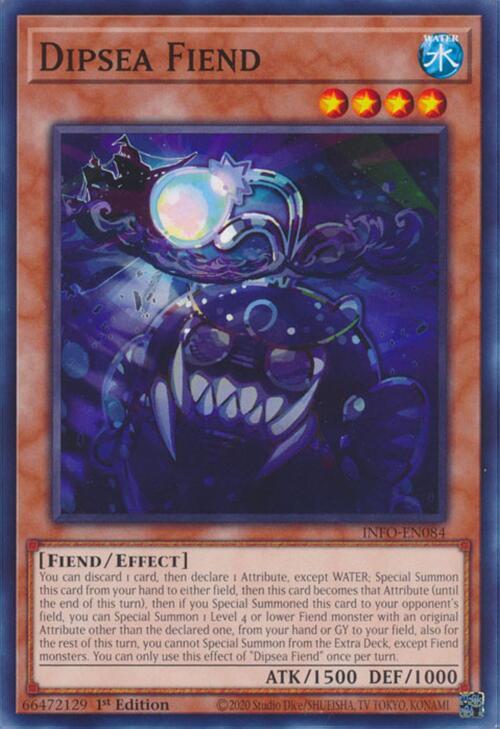 DIPSEA FIEND
WATER
水
INFO-EN084
[FIEND/EFFECT]
You can discard 1 card, then declare 1 Attribute, except WATER; Special Summon
this card from your hand to either field, then this card becomes that Attribute (until
the end of this turn), then if you Special Summoned this card to your opponent's
field, you can Special Summon 1 Level 4 or lower Fiend monster with an original
Attribute other than the declared one, from your hand or GY to your field, also for
the rest of this turn, you cannot Special Summon from the Extra Deck, except Fiend
monsters. You can only use this effect of "Dipsea Fiend" once per turn.
ATK/1500 DEF/1000
66472129 1st Edition ©2020 Studio Dice/SHUEISHA, TV TOKYO, KONAMI